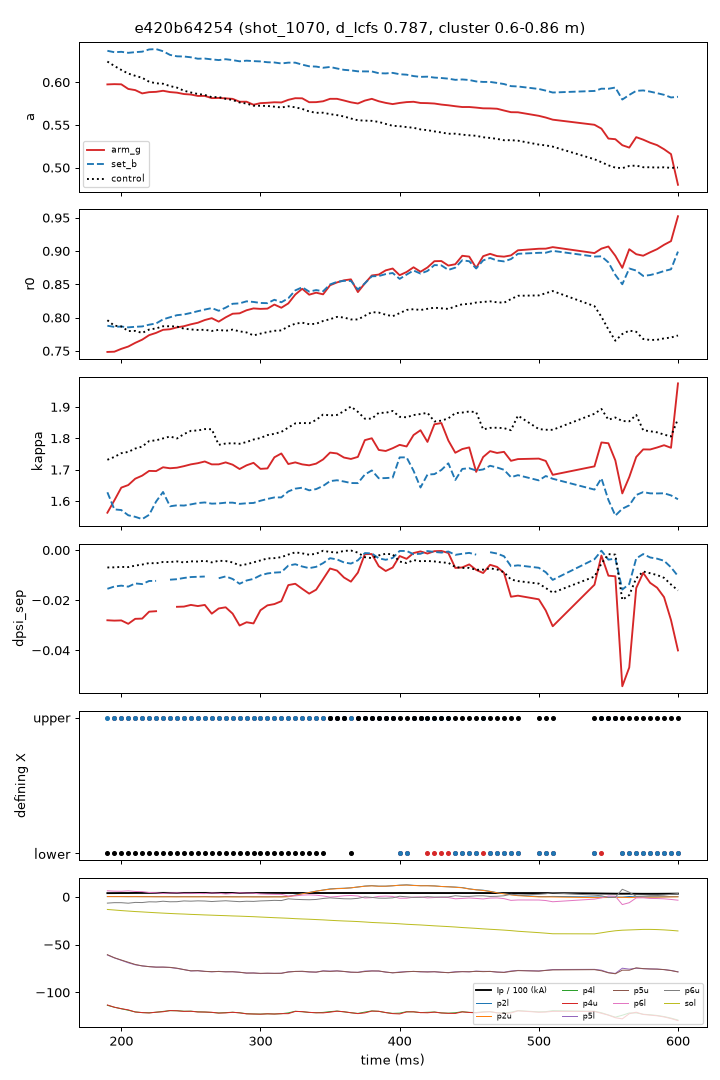 e420b64254 (shot_1070, d_lcfs 0.787, cluster 0.6-0.86 m)
0.60
0.55
0.50
a
arm_g
set_b
control
0.95
0.90
0.85
0.80
0.75
r0
1.9
1.8
1.7
1.6
kappa
0.00
−0.02
−0.04
dpsi_sep
upper
lower
defining X
0
−50
−100
Ip / 100 (kA)
p2l
p2u
p4l
p4u
p5l
p5u
p6l
p6u
sol
200 300 400 500 600
time (ms)